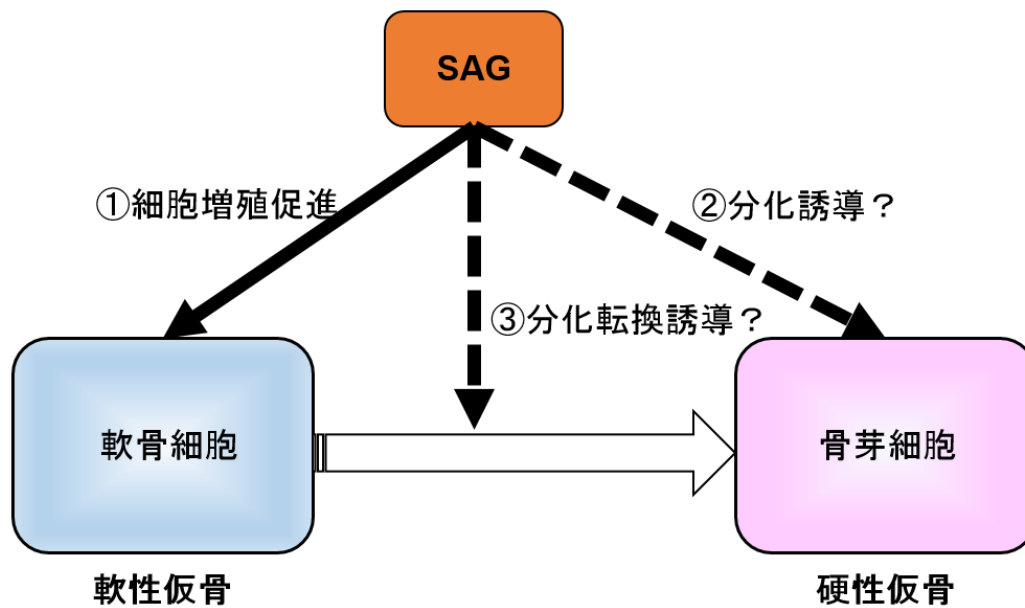 SAG
①細胞増殖促進
②分化誘導？
③分化転換誘導？
軟骨細胞
骨芽細胞
軟性仮骨
硬性仮骨